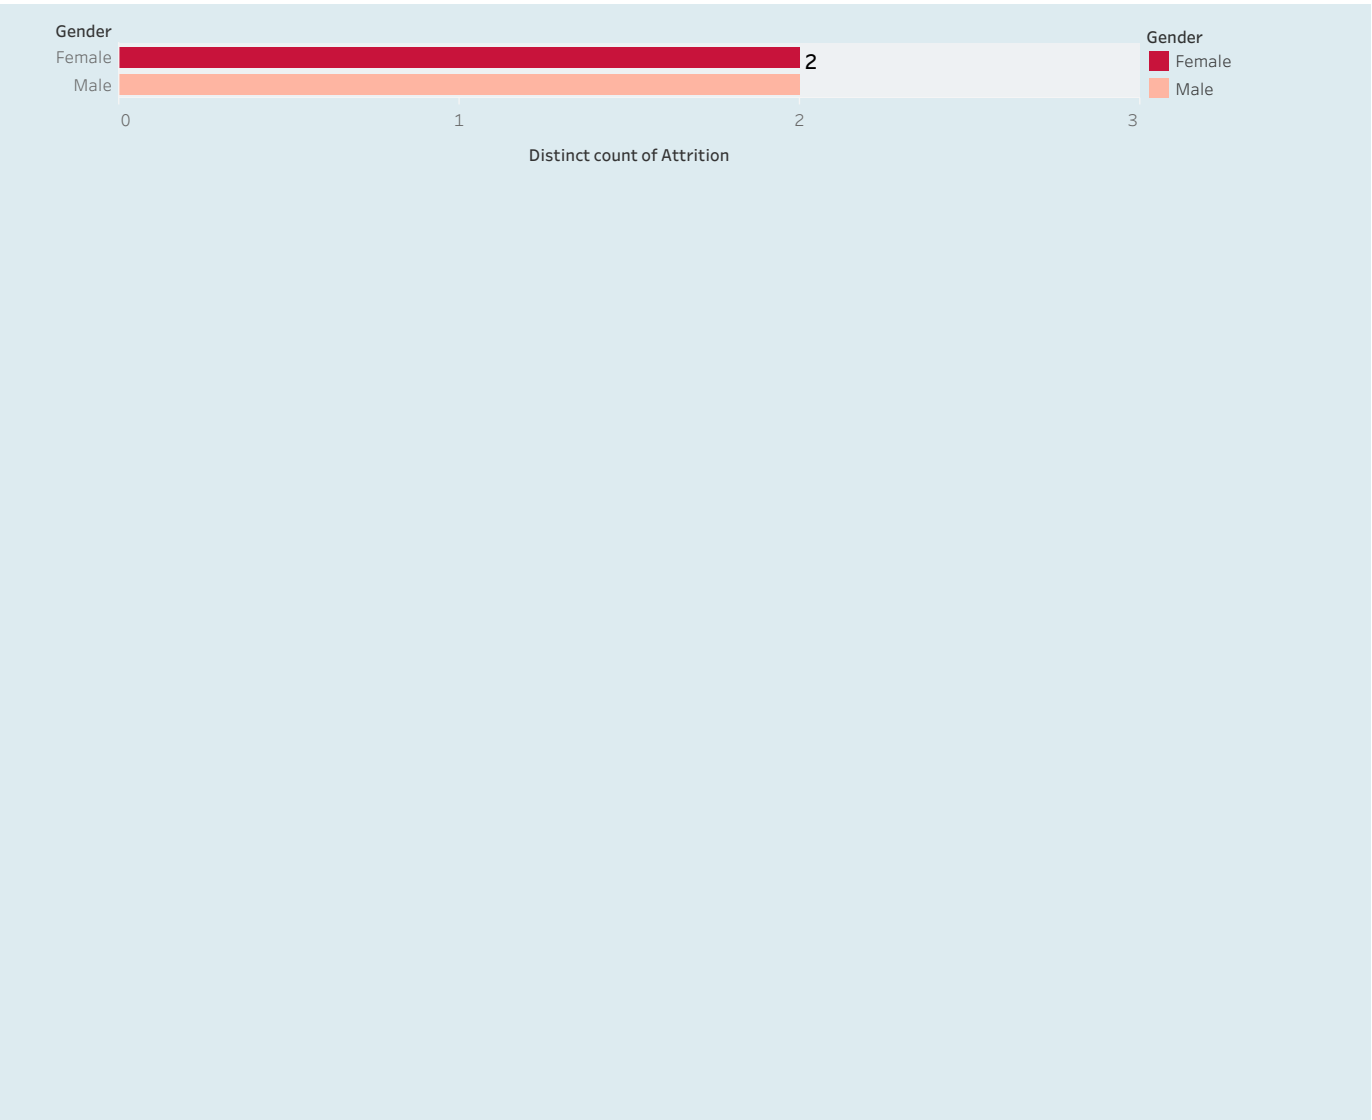 Gender
Female 2
Male
0 1 2 3
Distinct count of Attrition
Gender
Female
Male